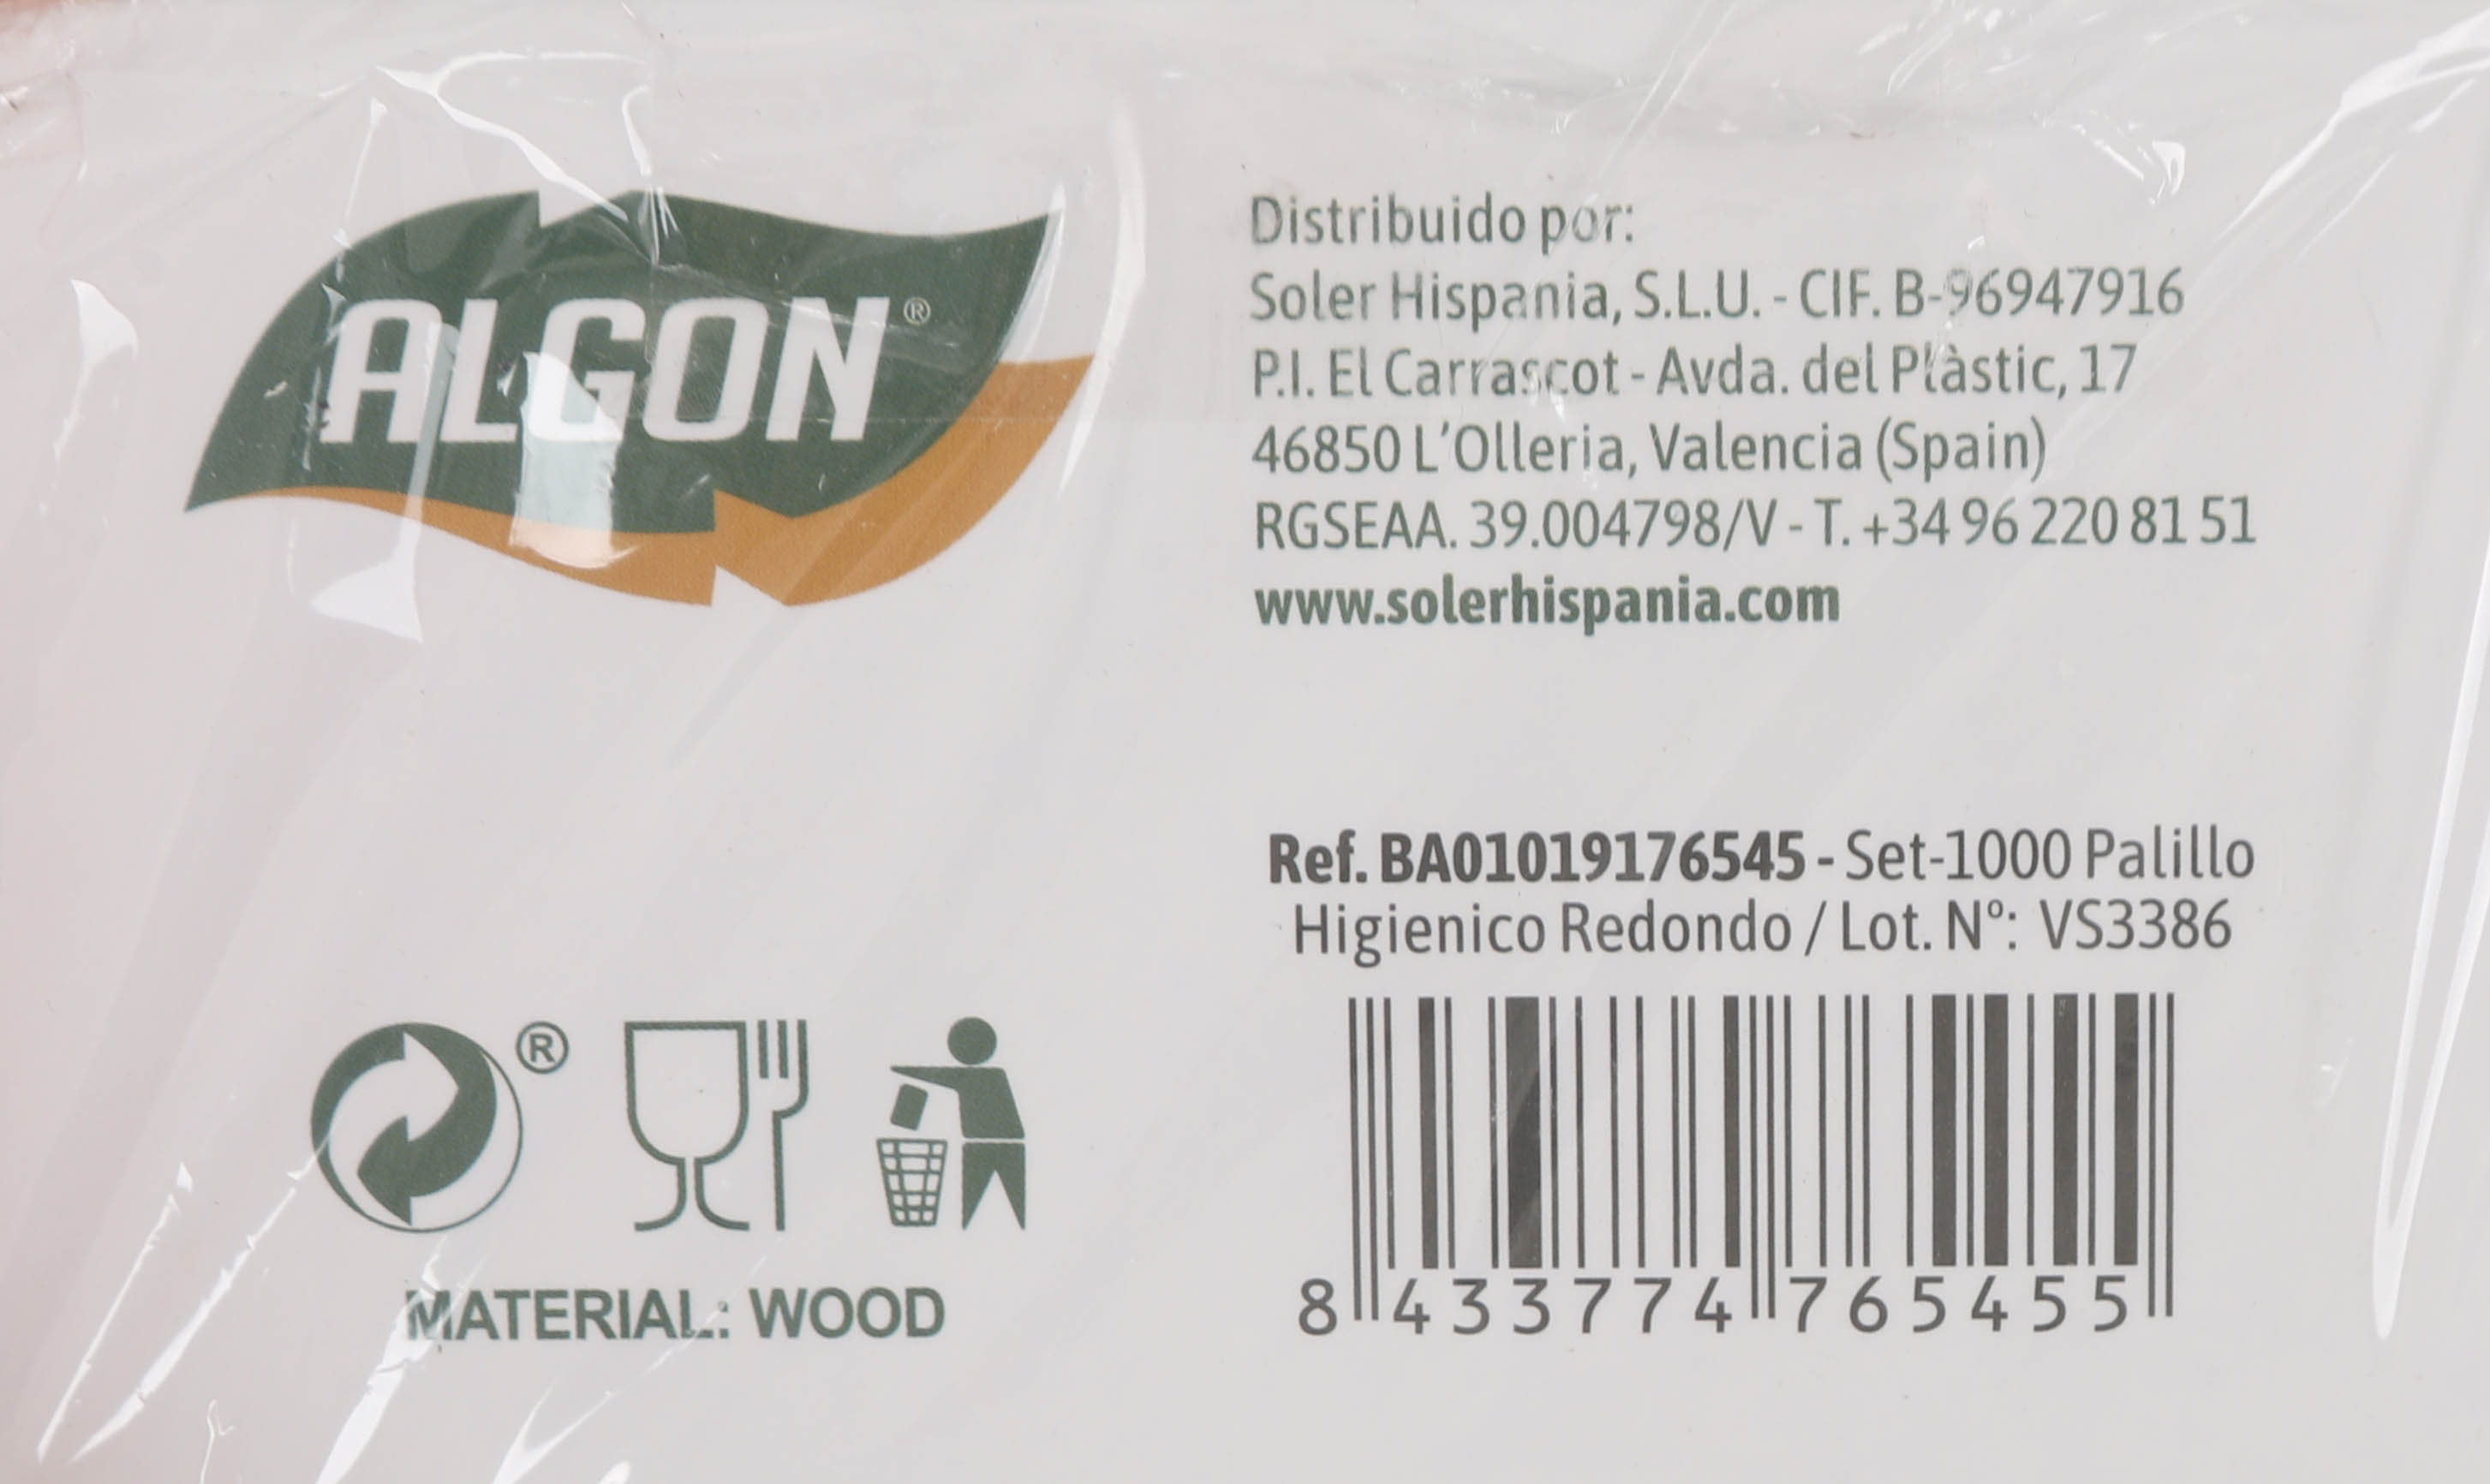 ALGON®
Distribuido por:
Soler Hispania, S.L.U. - CIF. B-96947916
P.I. El Carrascot - Avda. del Plàstic, 17
46850 L'Olleria, Valencia (Spain)
RGSEAA. 39.004798/V - T. +34 96 220 81 51
www.solerhispania.com
Ref. BA01019176545 - Set-1000 Palillo
Higienico Redondo / Lot. Nº: VS3386
®
MATERIAL: WOOD
8 433774 765455